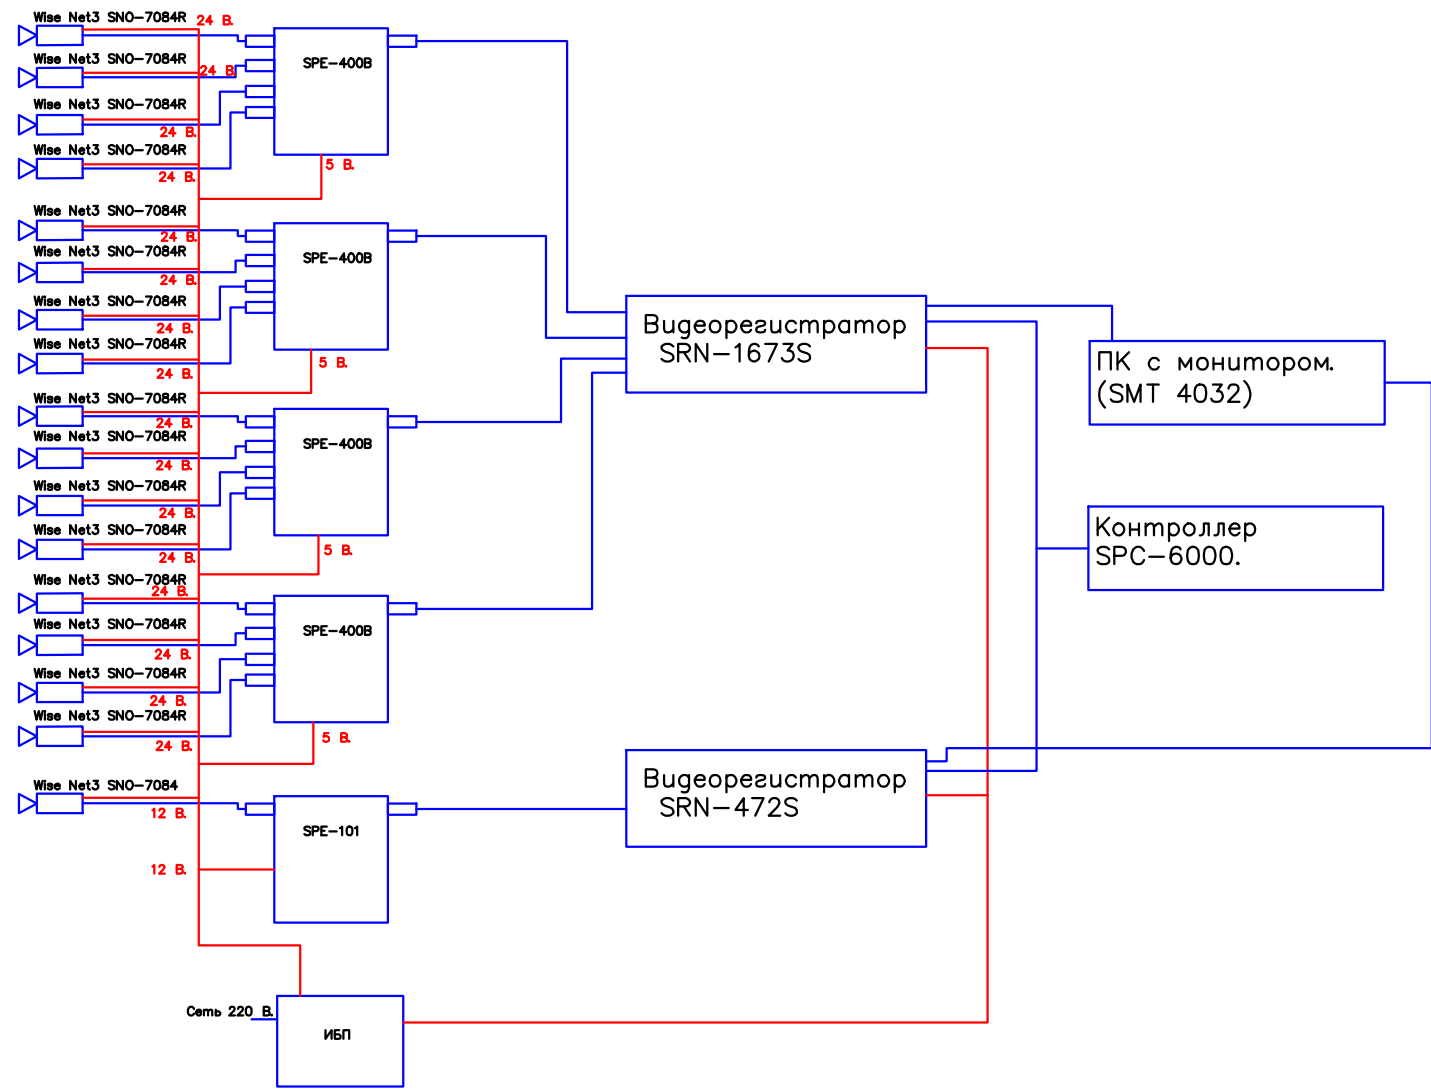 Wise Net3 SNO-7084R
24 В.
Wise Net3 SNO-7084R
24 В.
SPE-400B
Wise Net3 SNO-7084R
24 В.
Wise Net3 SNO-7084R
24 В.
5 В.
Wise Net3 SNO-7084R
24 В.
Wise Net3 SNO-7084R
24 В.
SPE-400B
Wise Net3 SNO-7084R
24 В.
Wise Net3 SNO-7084R
24 В.
5 В.
Wise Net3 SNO-7084R
24 В.
Wise Net3 SNO-7084R
24 В.
SPE-400B
Wise Net3 SNO-7084R
24 В.
Wise Net3 SNO-7084R
24 В.
5 В.
Wise Net3 SNO-7084R
24 В.
Wise Net3 SNO-7084R
24 В.
SPE-400B
Wise Net3 SNO-7084R
24 В.
Wise Net3 SNO-7084R
24 В.
5 В.
Wise Net3 SNO-7084
12 В.
SPE-101
12 В.
Видеорегистратор
SRN-1673S
ПК с монитором.
(SMT 4032)
Контроллер
SPC-6000.
Видеорегистратор
SRN-472S
Сеть 220 В.
ИБП